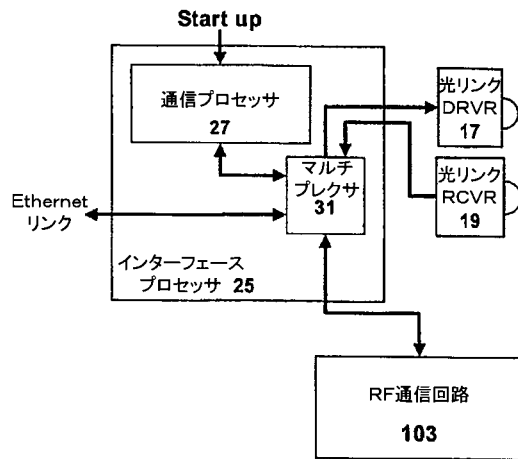 Start up
通信プロセッサ
27
光リンク
DRVR
17
マルチ
プレクサ
31
光リンク
RCVR
19
Ethernet
リンク
インターフェース
プロセッサ 25
RF通信回路
103